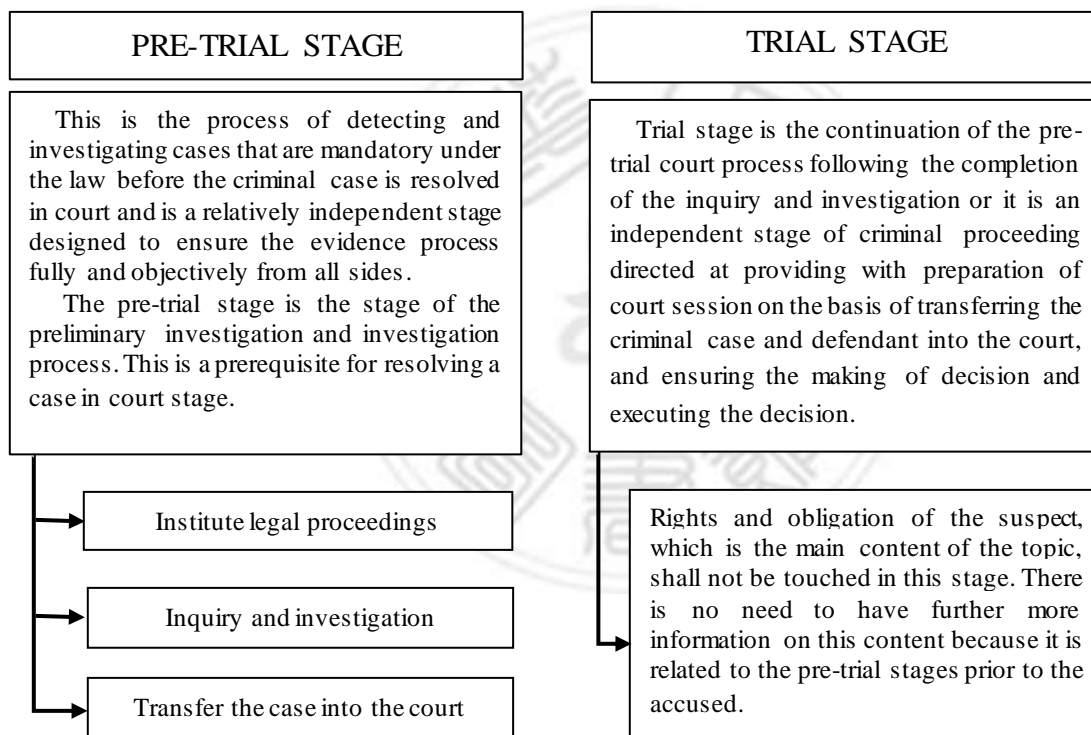 PRE-TRIAL STAGE
This is the process of detecting and
investigating cases that are mandatory under
the law before the criminal case is resolved
in court and is a relatively independent stage
designed to ensure the evidence process
fully and objectively from all sides.
The pre-trial stage is the stage of the
preliminary investigation and investigation
process. This is a prerequisite for resolving a
case in court stage.
Institute legal proceedings
Inquiry and investigation
Transfer the case into the court
TRIAL STAGE
Trial stage is the continuation of the pre-
trial court process following the completion
of the inquiry and investigation or it is an
independent stage of criminal proceeding
directed at providing with preparation of
court session on the basis of transferring the
criminal case and defendant into the court,
and ensuring the making of decision and
executing the decision.
Rights and obligation of the suspect,
which is the main content of the topic,
shall not be touched in this stage. There
is no need to have further more
information on this content because it is
related to the pre-trial stages prior to the
accused.